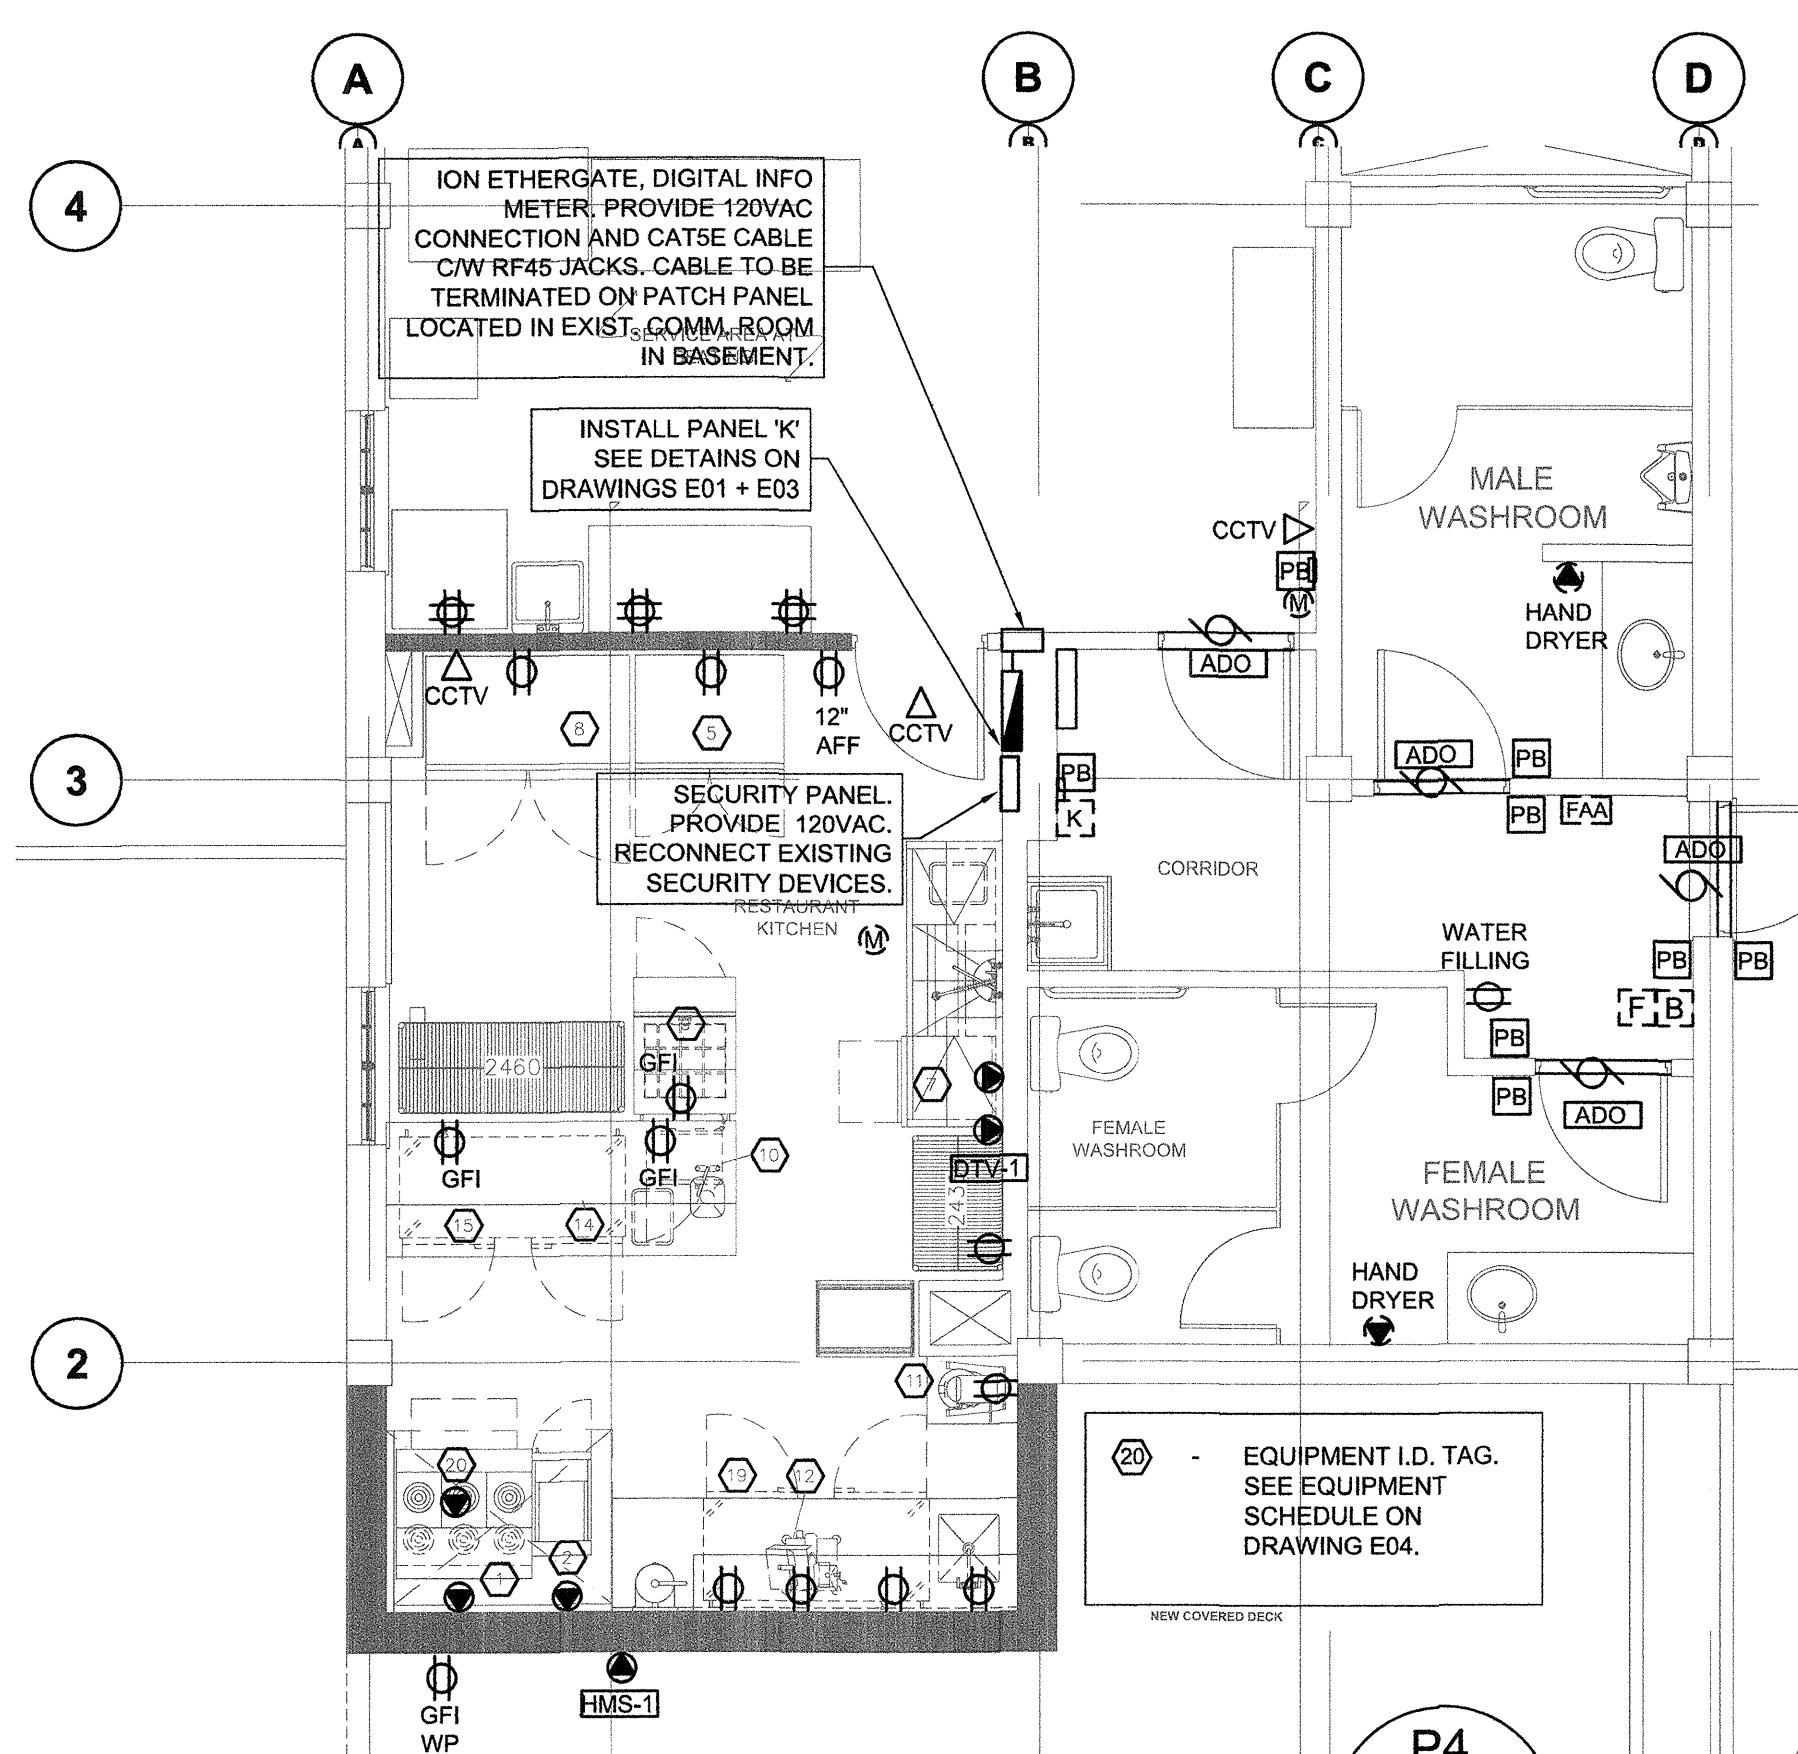 A
B
C
D
A
B
C
D
4
ION ETHERGATE, DIGITAL INFO
METER. PROVIDE 120VAC
CONNECTION AND CAT5E CABLE
C/W RF45 JACKS. CABLE TO BE
TERMINATED ON PATCH PANEL
LOCATED IN EXIST. COMM. ROOM
IN BASEMENT.
SERVICE AREA AT
INSTALL PANEL 'K'
SEE DETAINS ON
DRAWINGS E01 + E03
MALE
WASHROOM
CCTV
PB
M
HAND
DRYER
ADO
CCTV
8
5
12"
AFF
CCTV
ADO
PB
3
SECURITY PANEL.
PROVIDE 120VAC.
RECONNECT EXISTING
SECURITY DEVICES.
PB
K
PB
FAA
ADO
CORRIDOR
RESTAURANT
KITCHEN
M
WATER
FILLING
PB
PB
F
B
PB
2460
GFI
7
PB
ADO
GFI
GFI
10
DTV-1
243
FEMALE
WASHROOM
FEMALE
WASHROOM
15
14
HAND
DRYER
2
11
20
19
12
1
2
20
-
EQUIPMENT I.D. TAG.
SEE EQUIPMENT
SCHEDULE ON
DRAWING E04.
NEW COVERED DECK
GFI
WP
HMS-1
P4